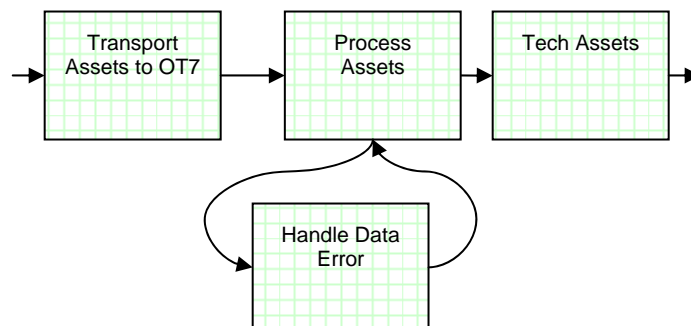 Transport
Assets to OT7
Process
Assets
Tech Assets
Handle Data
Error